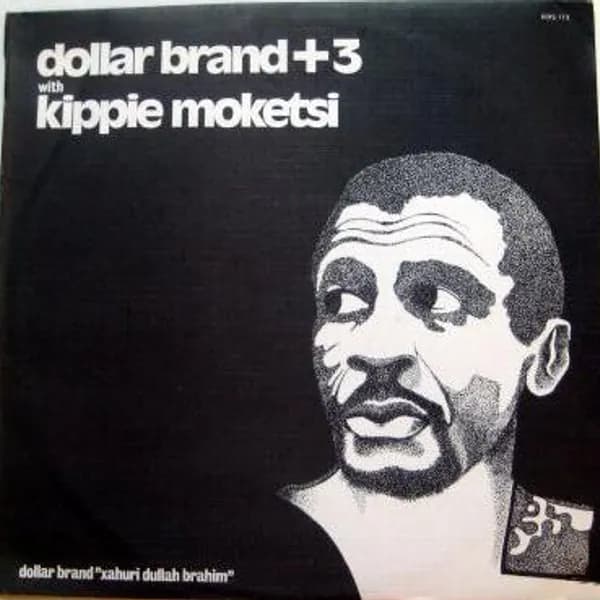 dollar brand+3
with
kippie moketsi
dollar brand"xahuri dullah brahim"